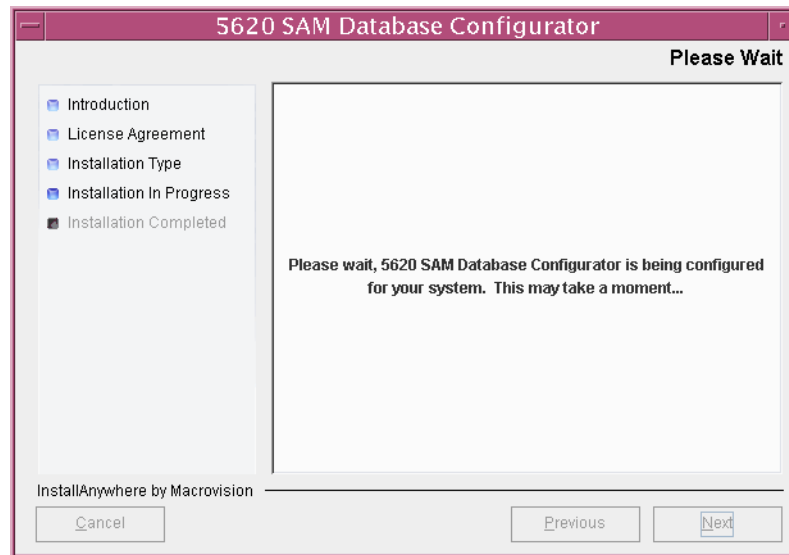 5620 SAM Database Configurator
Please Wait
Introduction
License Agreement
Installation Type
Installation In Progress
Installation Completed
Please wait, 5620 SAM Database Configurator is being configured
for your system. This may take a moment...
InstallAnywhere by Macrovision
Cancel
Previous
Next